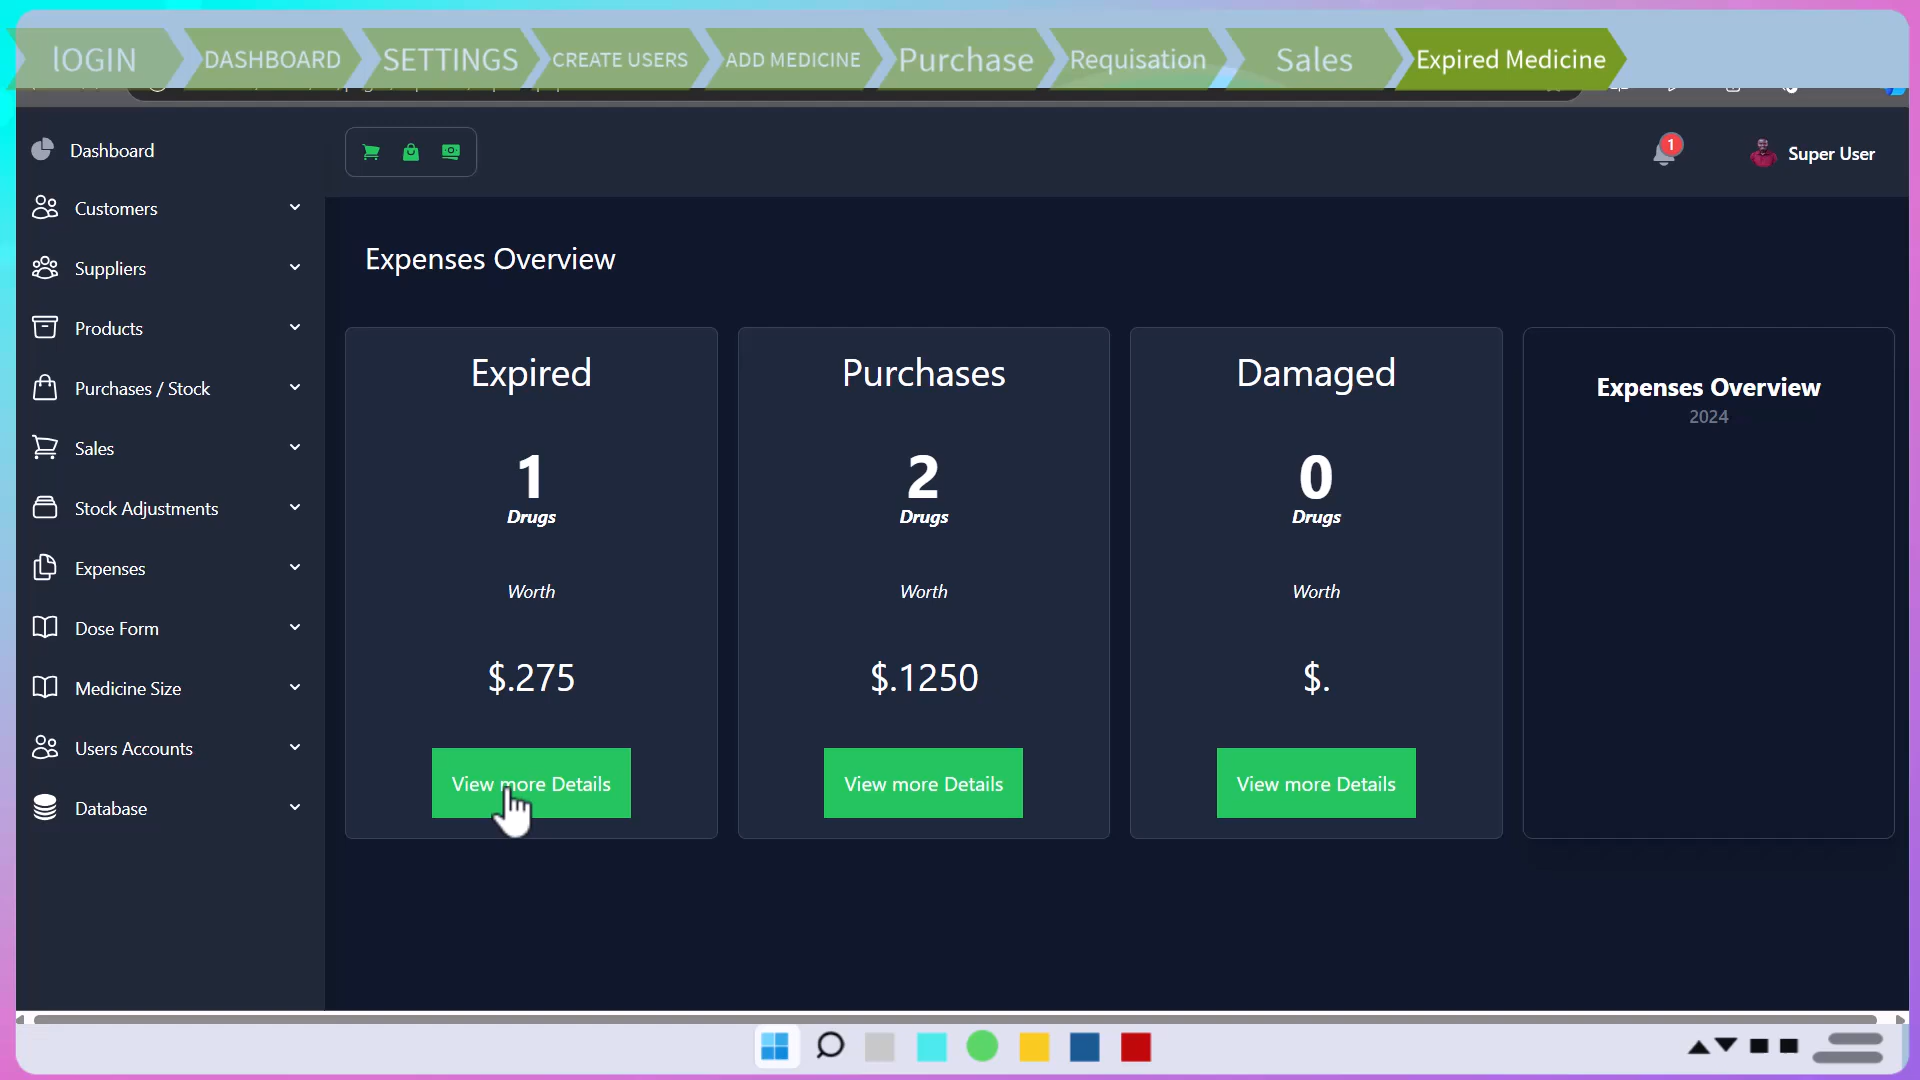 lOGIN
DASHBOARD
SETTINGS
CREATE USERS
ADD MEDICINE
Purchase
Requisation
Sales
Expired Medicine
Dashboard
1
Super User
Customers
Suppliers
Products
Purchases / Stock
Sales
Stock Adjustments
Expenses
Dose Form
Medicine Size
Users Accounts
Database
Expenses Overview
Expired
1
Drugs
Worth
$.275
View more Details
Purchases
2
Drugs
Worth
$.1250
View more Details
Damaged
0
Drugs
Worth
$.
View more Details
Expenses Overview
2024